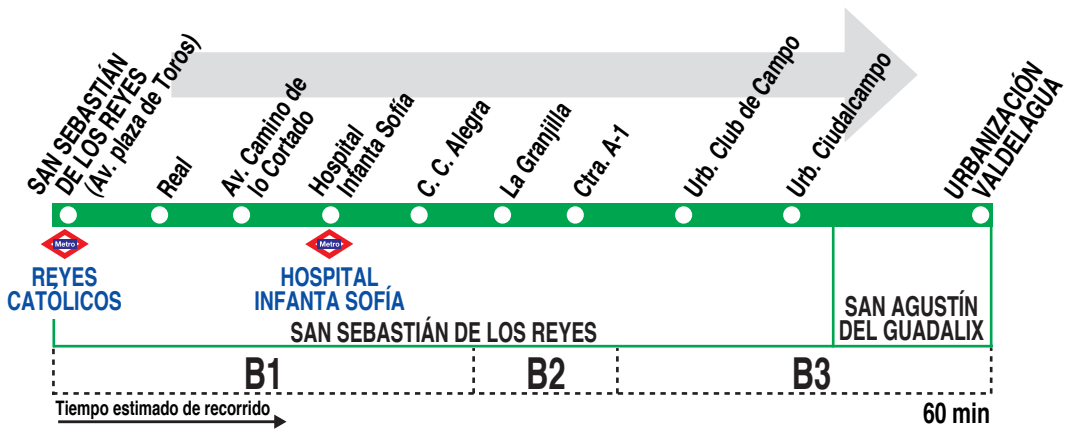 SAN SEBASTIÁN
DE LOS REYES
(Av. plaza de Toros)
Real
Av. Camino de
lo Cortado
Hospital
Infanta Sofía
C. C. Alegra
La Granjilla
Ctra. A-1
Urb. Club de Campo
Urb. Ciudalcampo
URBANIZACIÓN
VALDELAGUA
Metro
Metro
REYES
CATÓLICOS
HOSPITAL
INFANTA SOFÍA
SAN SEBASTIÁN DE LOS REYES
SAN AGUSTÍN
DEL GUADALIX
B1
B2
B3
Tiempo estimado de recorrido
60 min